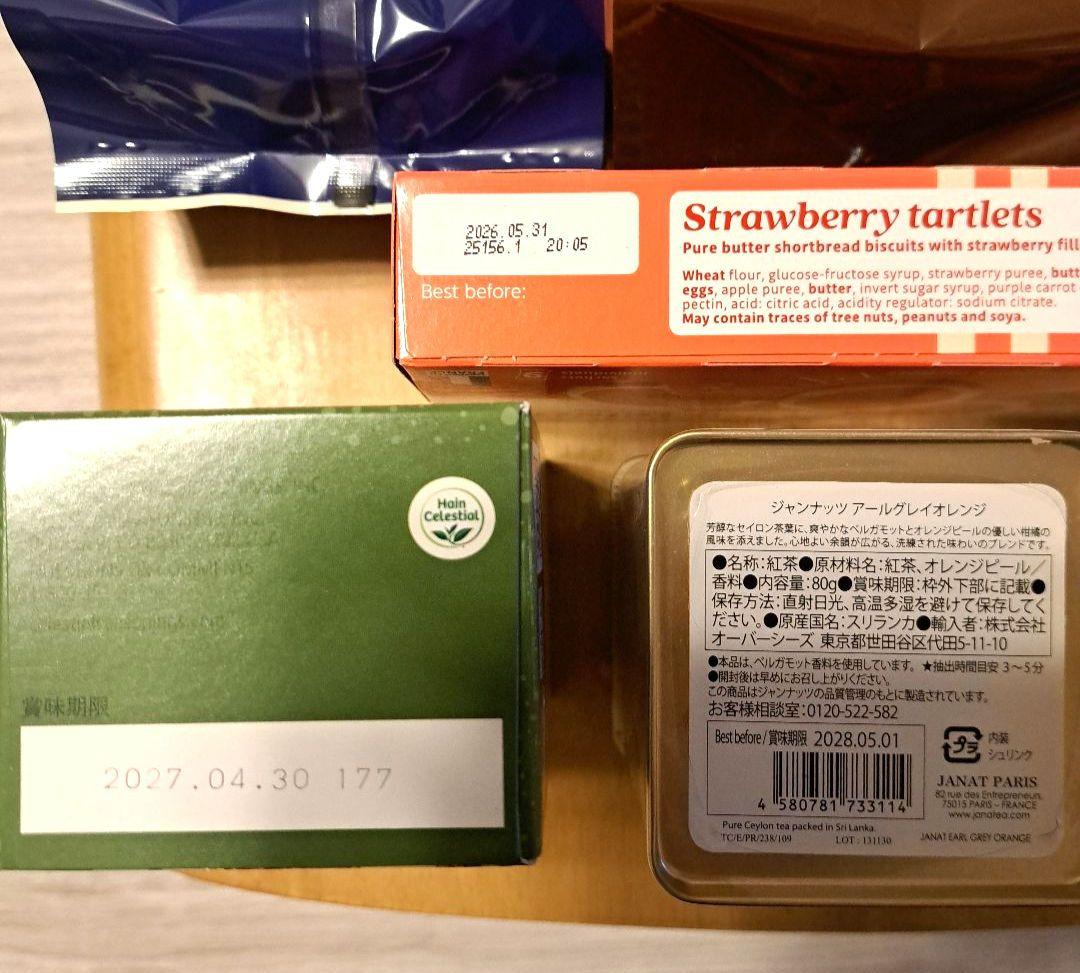 2026.05.31
25156.1 20:05
Best before:
Strawberry tartlets
Pure butter shortbread biscuits with strawberry fill
Wheat flour, glucose-fructose syrup, strawberry puree, butt
eggs, apple puree, butter, invert sugar syrup, purple carrot
pectin, acid: citric acid, acidity regulator: sodium citrate.
May contain traces of tree nuts, peanuts and soya.
Hain
Celestial
賞味期限
2027.04.30 177
ジャンナッツ アールグレイオレンジ
芳醇なセイロン茶葉に、爽やかなベルガモットとオレンジピールの優しい柑橘の
風味を添えました。心地よい余韻が広がる、洗練された味わいのブレンドです。
●名称:紅茶●原材料名:紅茶、オレンジピール/
香料●内容量:80g●賞味期限:枠外下部に記載●
保存方法:直射日光、高温多湿を避けて保存してく
ださい。●原産国名:スリランカ●輸入者:株式会社
オーバーシーズ 東京都世田谷区代田5-11-10
●本品は、ベルガモット香料を使用しています。 ★抽出時間目安 3〜5分
●開封後は早めにお召し上がりください。
この商品はジャンナッツの品質管理のもとに製造されています。
お客様相談室:0120-522-582
Best before/賞味期限 2028.05.01
4 580781 733114
プラ
内装
シュリンク
JANAT PARIS
82 rue des Entrepreneurs
75015 PARIS - FRANCE
www.janatea.com
Pure Ceylon tea packed in Sri Lanka.
TC/E/PR/238/109 LOT : 131130 JANAT EARL GREY ORANGE